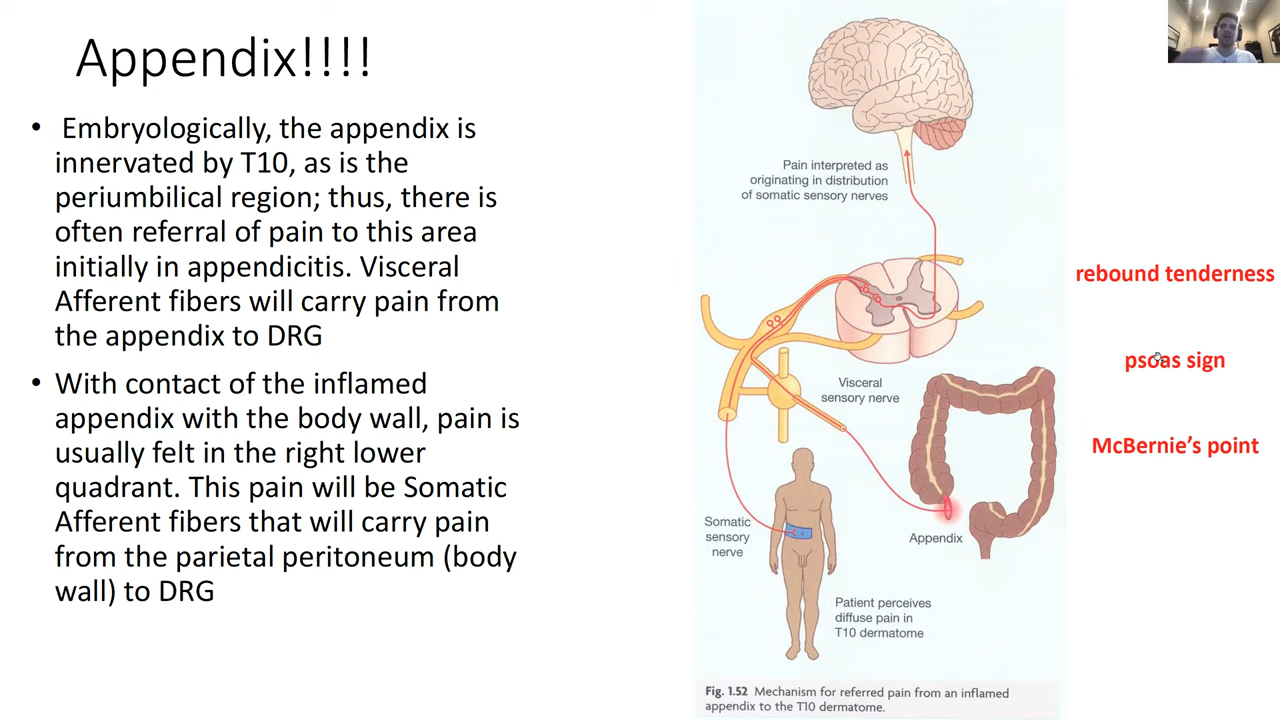 Appendix!!!!
• Embryologically, the appendix is
innervated by T10, as is the
periumbilical region; thus, there is
often referral of pain to this area
initially in appendicitis. Visceral
Afferent fibers will carry pain from
the appendix to DRG
• With contact of the inflamed
appendix with the body wall, pain is
usually felt in the right lower
quadrant. This pain will be Somatic
Afferent fibers that will carry pain
from the parietal peritoneum (body
wall) to DRG
Pain interpreted as
originating in distribution
of somatic sensory nerves
Visceral
sensory nerve
Somatic
sensory
nerve
Appendix
Patient perceives
diffuse pain in
T10 dermatome
Fig. 1.52 Mechanism for referred pain from an inflamed
appendix to the T10 dermatome.
rebound tenderness
psoas sign
McBernie’s point